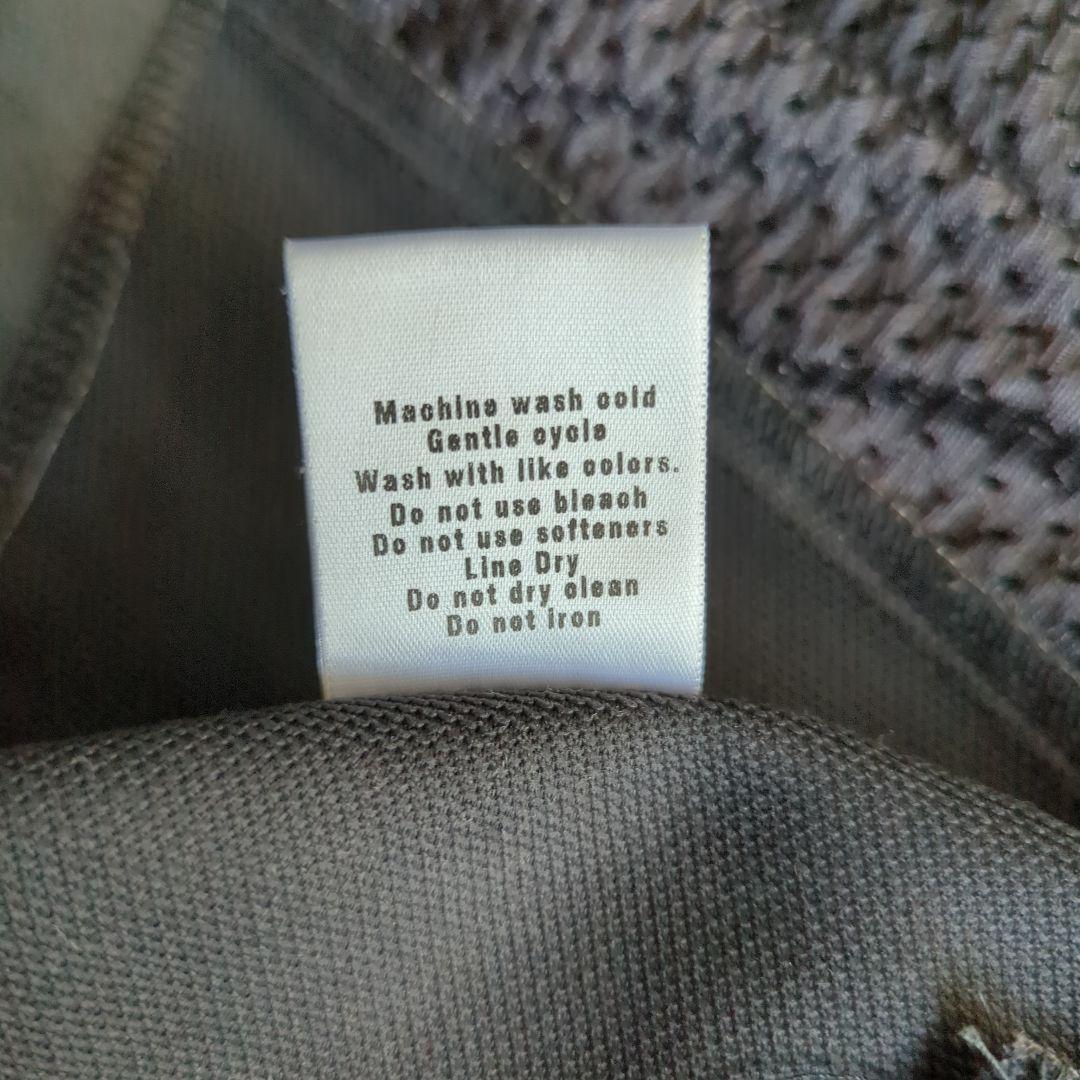 Machine wash cold
Gentle cycle
Wash with like colors.
Do not use bleach
Do not use softeners
Line Dry
Do not dry clean
Do not iron